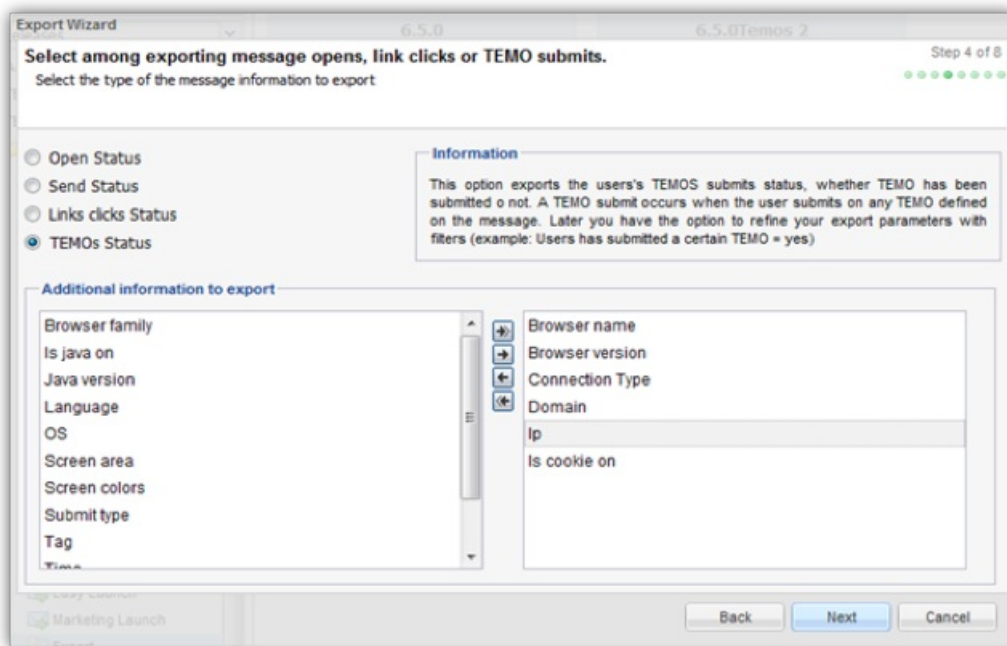 Export Wizard
6.5.0
6.5.0Temos 2
Select among exporting message opens, link clicks or TEMO submits.
Step 4 of 8
Select the type of the message information to export
Open Status
Send Status
Links clicks Status
TEMOs Status
Information
This option exports the users's TEMOS submits status, whether TEMO has been
submitted o not. A TEMO submit occurs when the user submits on any TEMO defined
on the message. Later you have the option to refine your export parameters with
filters (example: Users has submitted a certain TEMO = yes)
Additional information to export
Browser family
Is java on
Java version
Language
OS
Screen area
Screen colors
Submit type
Tag
Time
Browser name
Browser version
Connection Type
Domain
Ip
Is cookie on
Easy Launch
Marketing Launch
Export
Back
Next
Cancel